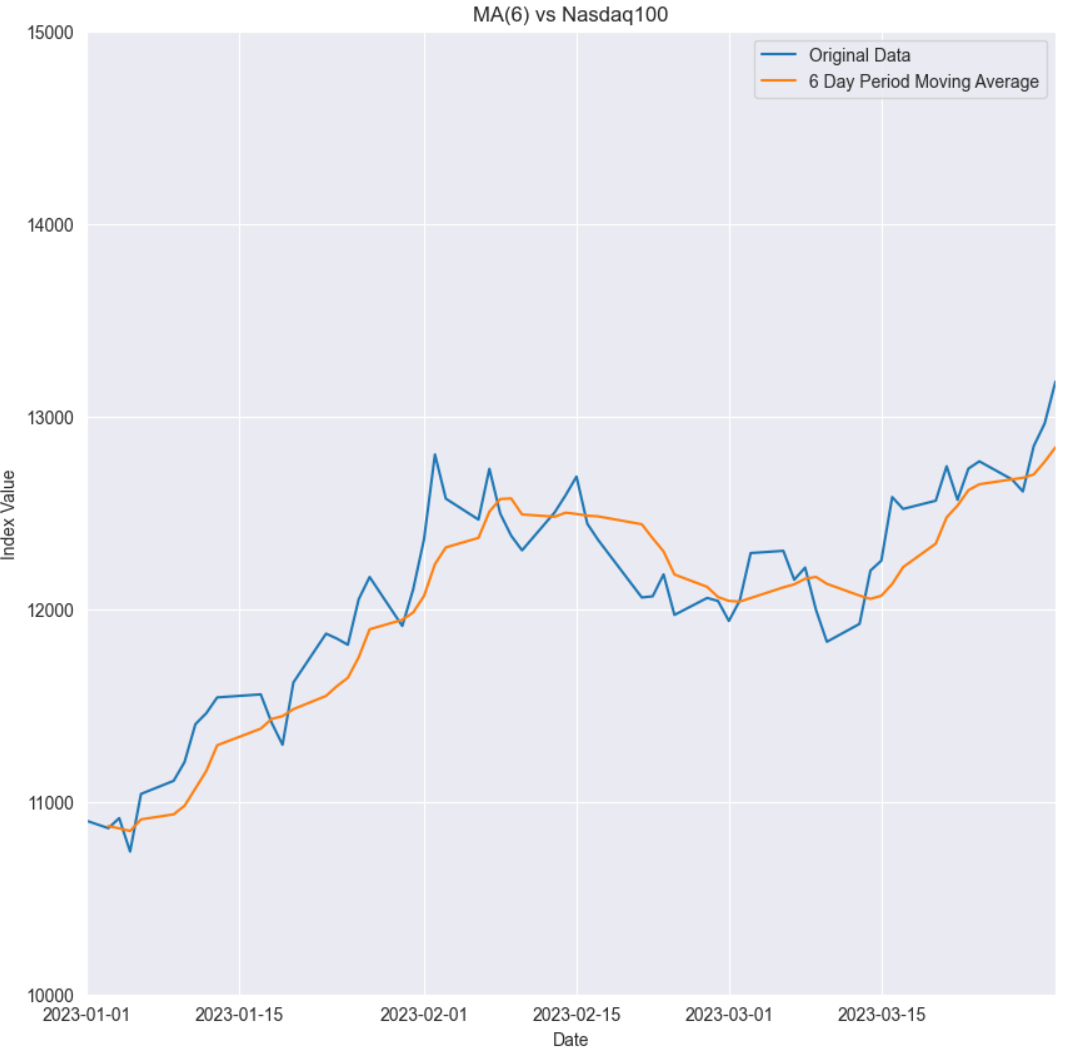 MA(6) vs Nasdaq100
Original Data
6 Day Period Moving Average
15000
14000
13000
12000
11000
10000
Index Value
2023-01-01
2023-01-15
2023-02-01
2023-02-15
2023-03-01
2023-03-15
Date